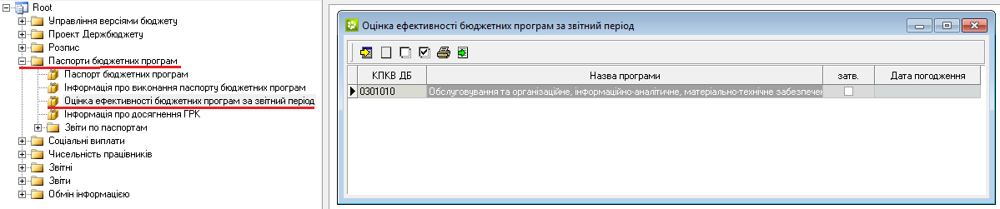 Root
Управління версіями бюджету
Проект Держбюджету
Розпис
Паспорти бюджетних програм
Паспорт бюджетних програм
Інформація про виконання паспорту бюджетних програм
Оцінка ефективності бюджетних програм за звітний період
Інформація про досягнення ГРК
Звіти по паспортам
Соціальні виплати
Чисельність працівників
Звітні
Звіти
Обмін інформацією
Оцінка ефективності бюджетних програм за звітний період
КПКВ ДБ Назва програми затв. Дата погодження
0301010 Обслуговування та організаційне, інформаційно-аналітичне, матеріально-технічне забезпечен